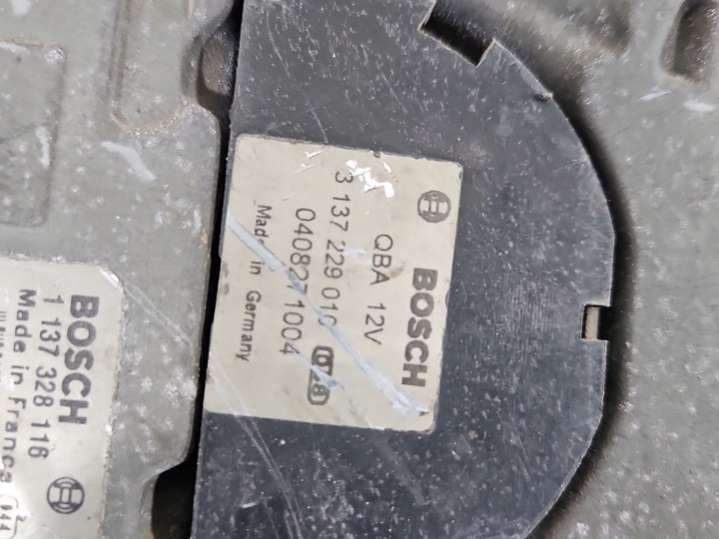 BOSCH
QBA 12V
3 137 229 010
0408271004
Made in Germany
BOSCH
1 137 328 116
Made in France